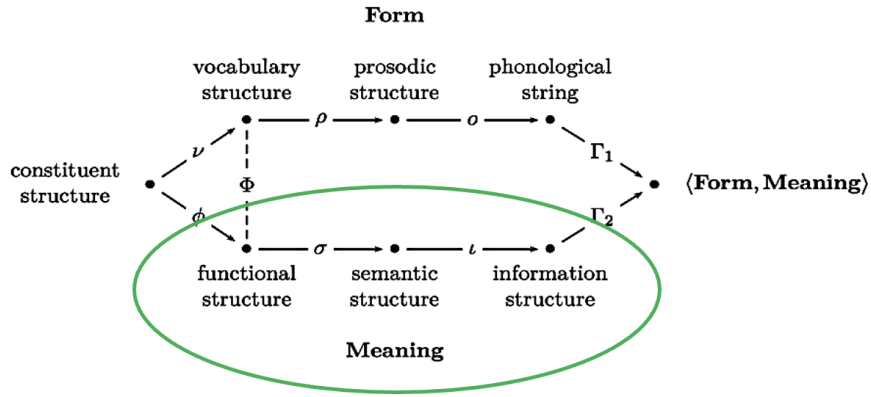 Form
vocabulary prosodic phonological
structure structure string
ρ ο
ν Γ₁
constituent
structure
Φ ⟨Form, Meaning⟩
ϕ Γ₂
σ ι
functional semantic information
structure structure structure
Meaning